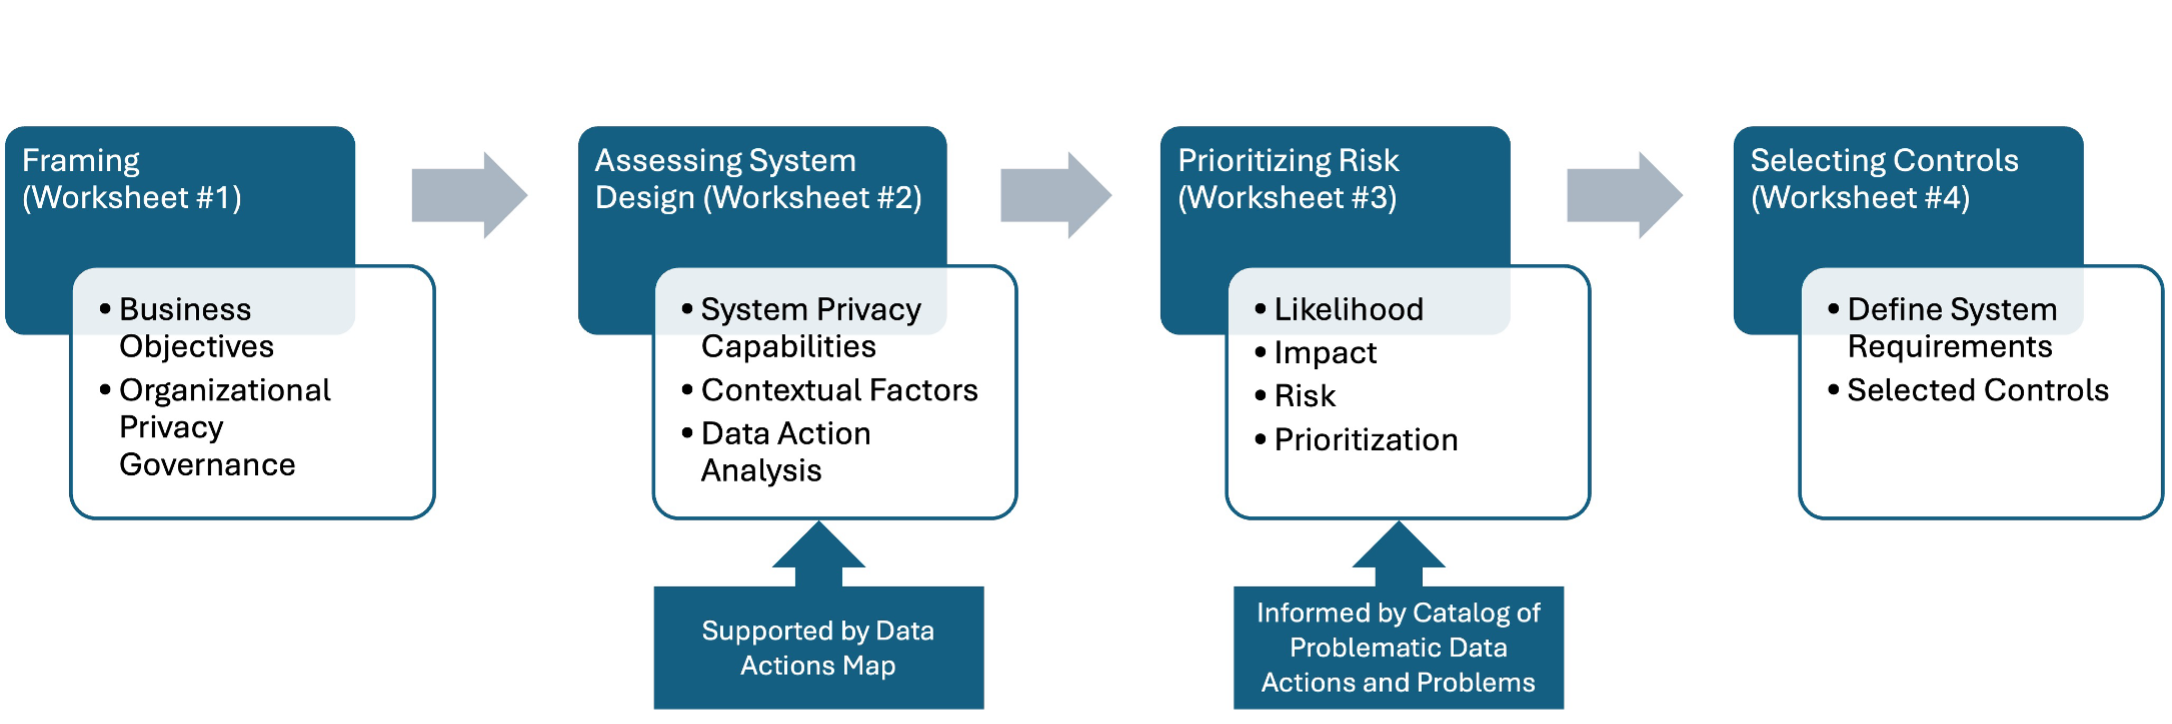 Framing
(Worksheet #1)
• Business
Objectives
• Organizational
Privacy
Governance
Assessing System
Design (Worksheet #2)
• System Privacy
Capabilities
• Contextual Factors
• Data Action
Analysis
Supported by Data
Actions Map
Prioritizing Risk
(Worksheet #3)
• Likelihood
• Impact
• Risk
• Prioritization
Informed by Catalog of
Problematic Data
Actions and Problems
Selecting Controls
(Worksheet #4)
• Define System
Requirements
• Selected Controls